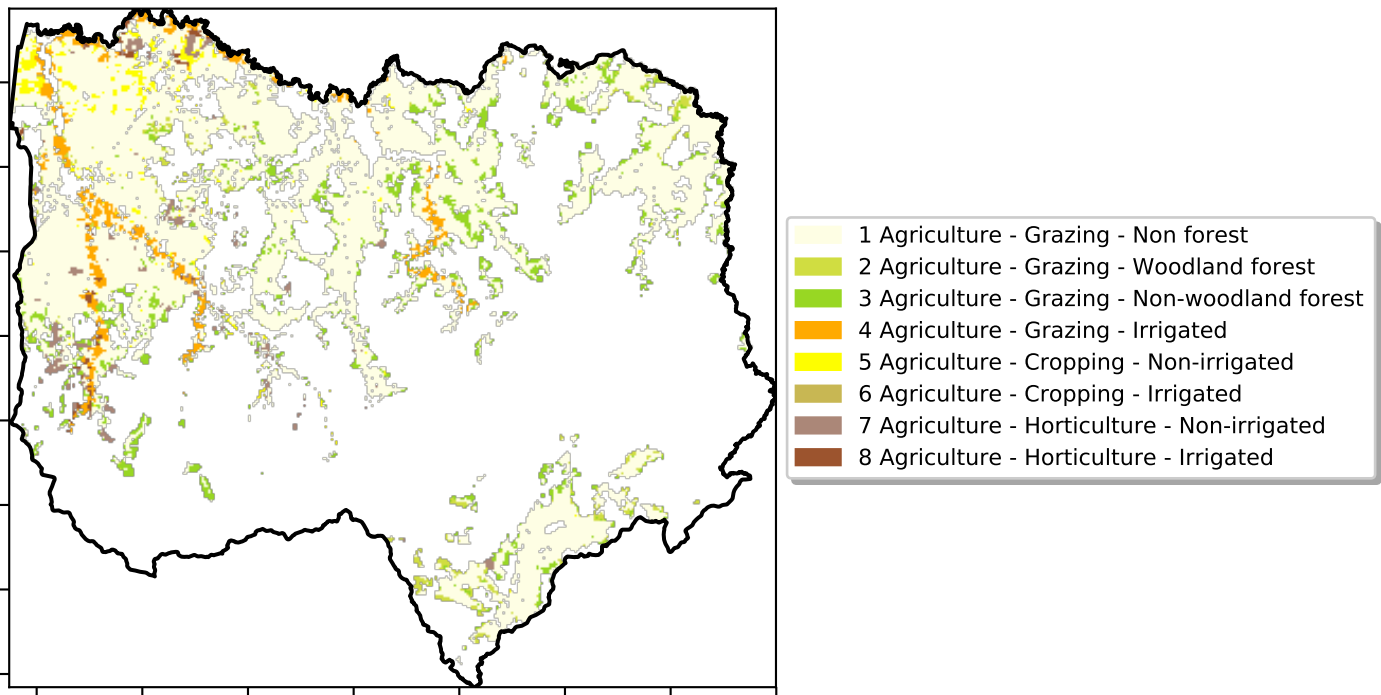 1 Agriculture - Grazing - Non forest
2 Agriculture - Grazing - Woodland forest
3 Agriculture - Grazing - Non-woodland forest
4 Agriculture - Grazing - Irrigated
5 Agriculture - Cropping - Non-irrigated
6 Agriculture - Cropping - Irrigated
7 Agriculture - Horticulture - Non-irrigated
8 Agriculture - Horticulture - Irrigated